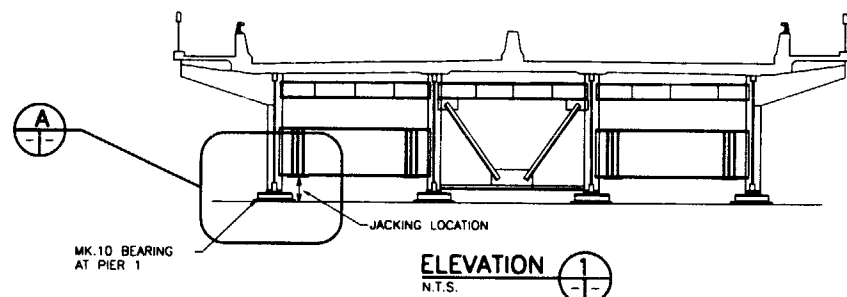 A
JACKING LOCATION
MK.10 BEARING
AT PIER 1
ELEVATION 1
N.T.S.